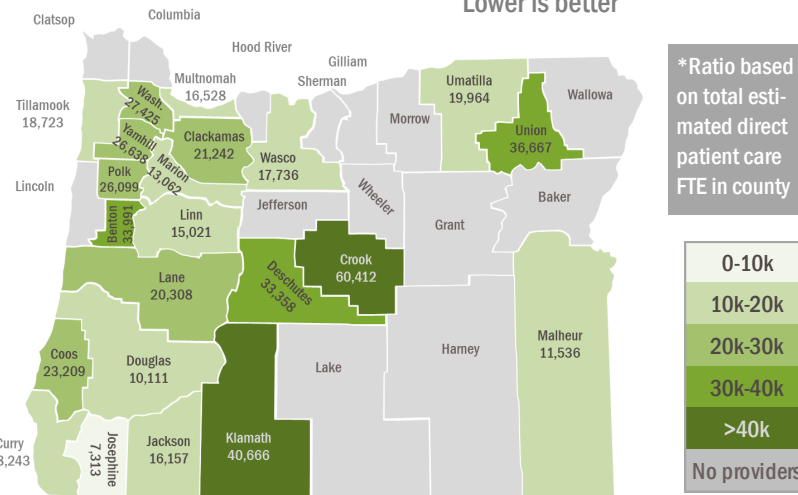 Lower is better
Clatsop
Columbia
Hood River
Gilliam
Sherman
Multnomah
16,528
Tillamook
18,723
Wash.
27,425
Yamhill
26,638
Marion
13,062
Clackamas
21,242
Wasco
17,736
Morrow
Umatilla
19,964
Union
36,667
Wallowa
Polk
26,099
Lincoln
Benton
33,991
Linn
15,021
Jefferson
Wheeler
Grant
Baker
Lane
20,308
Deschutes
33,358
Crook
60,412
Coos
23,209
Douglas
10,111
Lake
Harney
Malheur
11,536
Curry
3,243
Josephine
7,313
Jackson
16,157
Klamath
40,666
*Ratio based
on total esti-
mated direct
patient care
FTE in county
0-10k
10k-20k
20k-30k
30k-40k
>40k
No providers